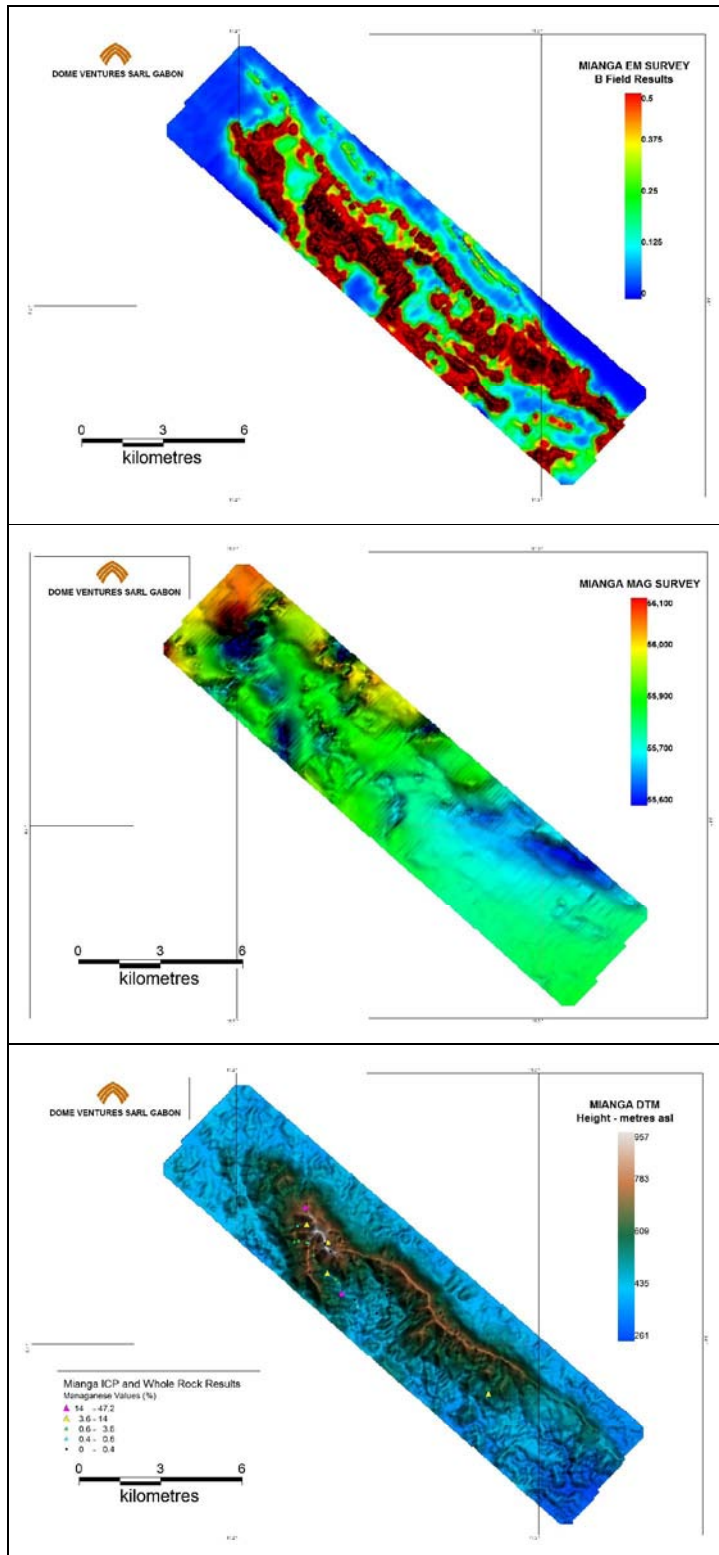 DOME VENTURES SARL GABON
MIANGA EM SURVEY
B Field Results
0.5
0.375
0.25
0.125
0
0 3 6
kilometres
DOME VENTURES SARL GABON
MIANGA MAG SURVEY
56,100
56,000
55,900
55,700
55,600
0 3 6
kilometres
DOME VENTURES SARL GABON
MIANGA DTM
Height - metres asl
957
783
609
435
261
Mianga ICP and Whole Rock Results
Managanese Values (%)
14 - 47.2
3.6 - 14
0.6 - 3.6
0.4 - 0.6
0 - 0.4
0 3 6
kilometres